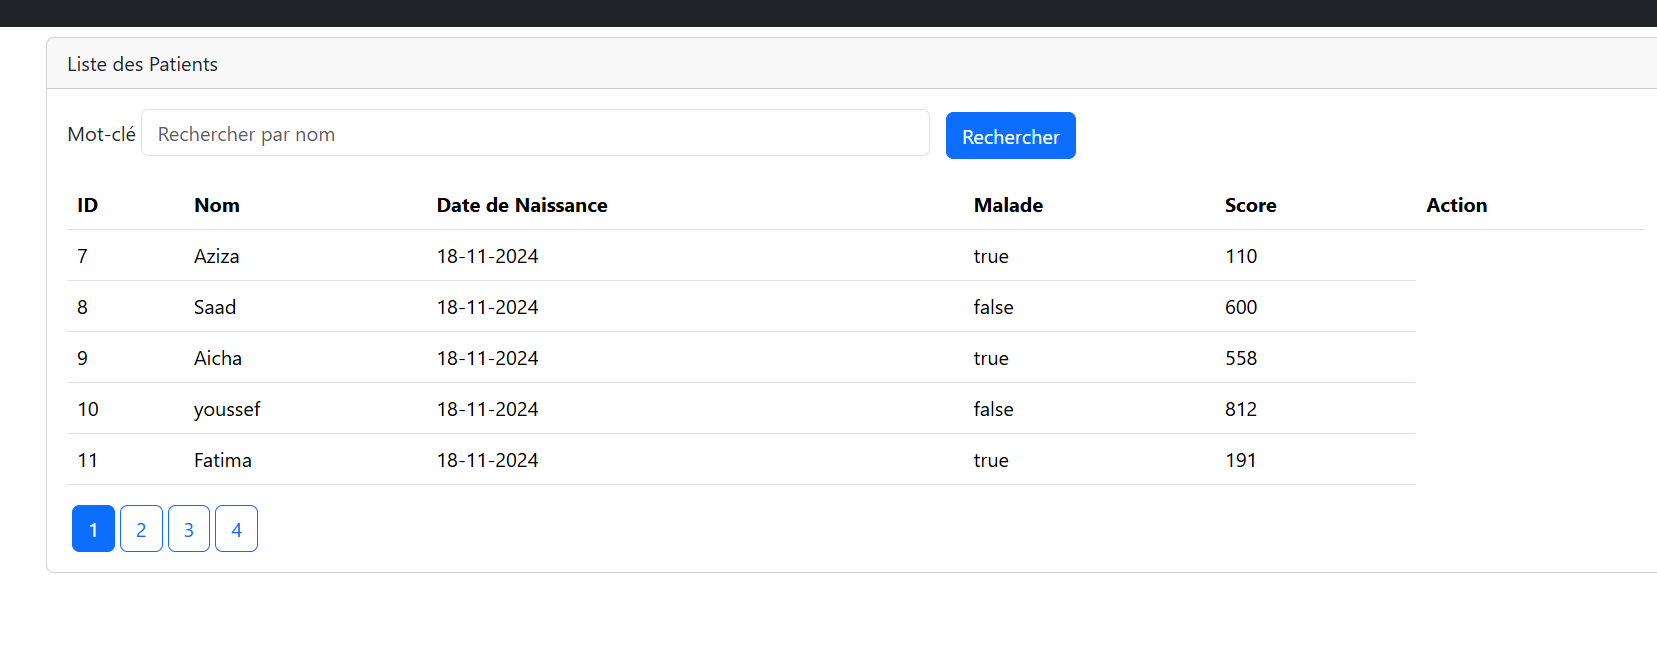 Liste des Patients
Mot-clé Rechercher par nom Rechercher
ID Nom Date de Naissance Malade Score Action
7 Aziza 18-11-2024 true 110
8 Saad 18-11-2024 false 600
9 Aicha 18-11-2024 true 558
10 youssef 18-11-2024 false 812
11 Fatima 18-11-2024 true 191
1 2 3 4